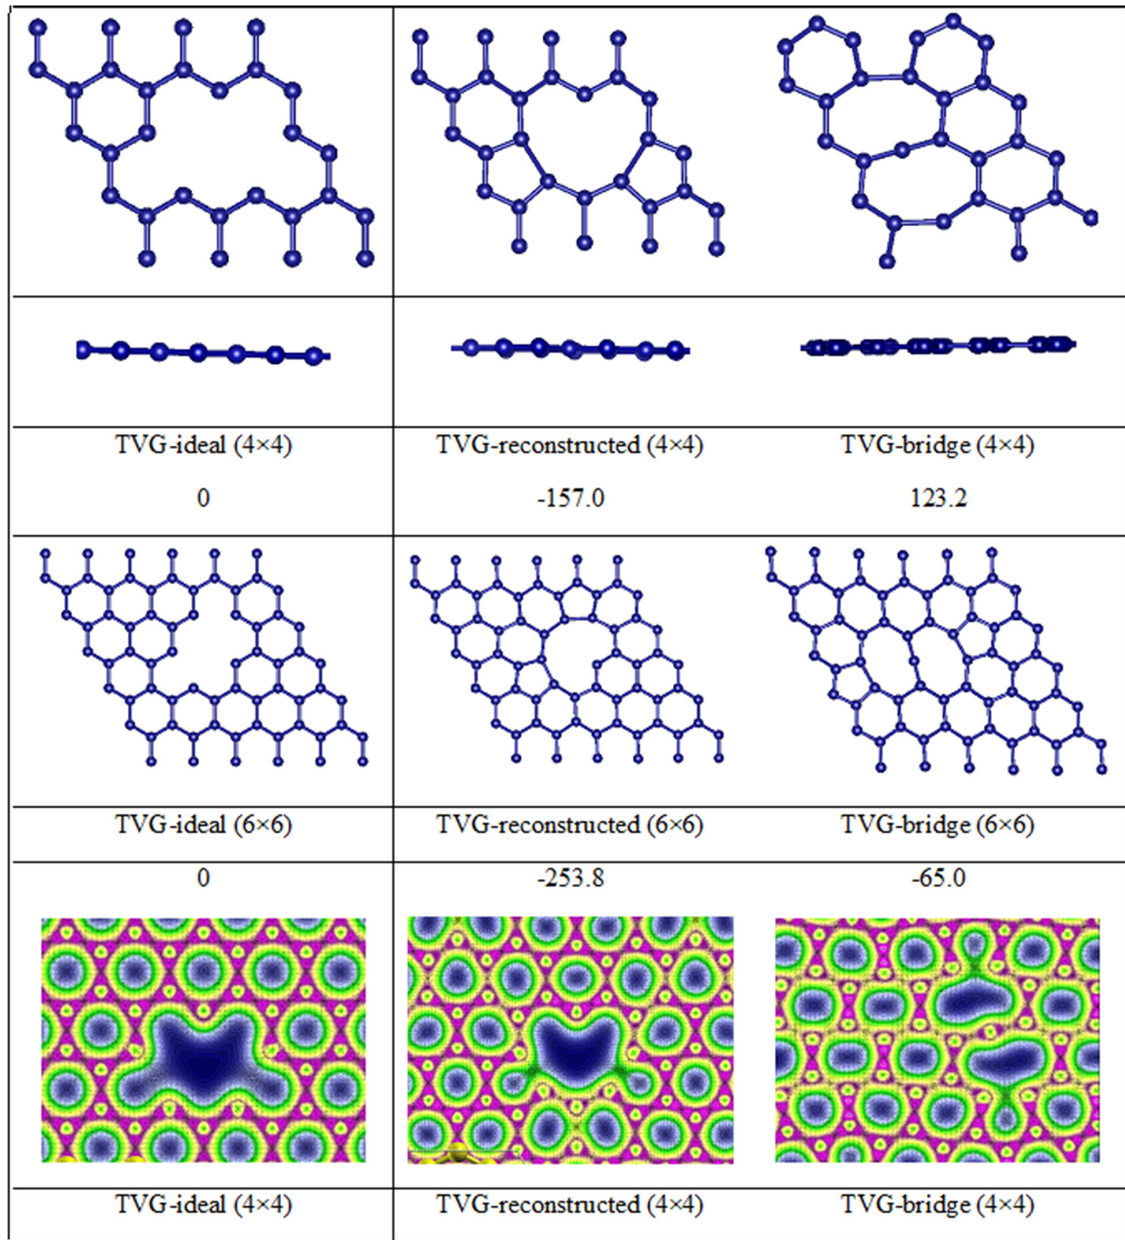 TVG-ideal (4×4) TVG-reconstructed (4×4) TVG-bridge (4×4)
0 -157.0 123.2
TVG-ideal (6×6) TVG-reconstructed (6×6) TVG-bridge (6×6)
0 -253.8 -65.0
TVG-ideal (4×4) TVG-reconstructed (4×4) TVG-bridge (4×4)